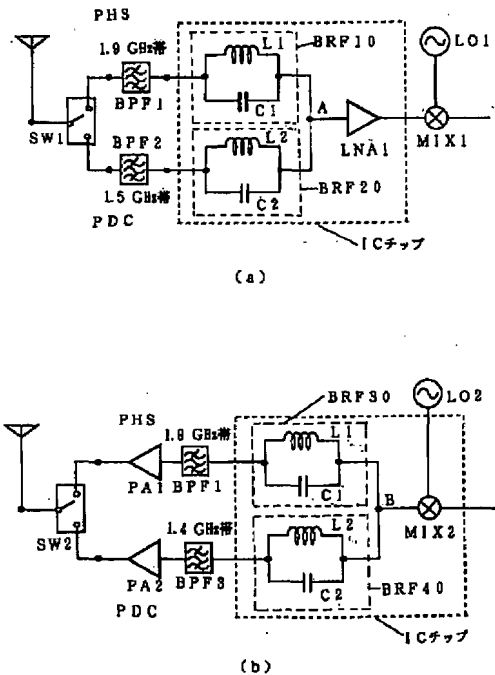 PHS
1.9 GHz帯
BPF1
L1
C1
BRF10
LO1
SW1
A
LNA1
MIX1
BPF2
1.5 GHz帯
PDC
L2
C2
BRF20
ICチップ
(a)
BRF30
LO2
PHS
1.9 GHz帯
PA1
BPF1
L1
C1
B
MIX2
SW2
1.4 GHz帯
PA2
BPF3
PDC
L2
C2
BRF40
ICチップ
(b)